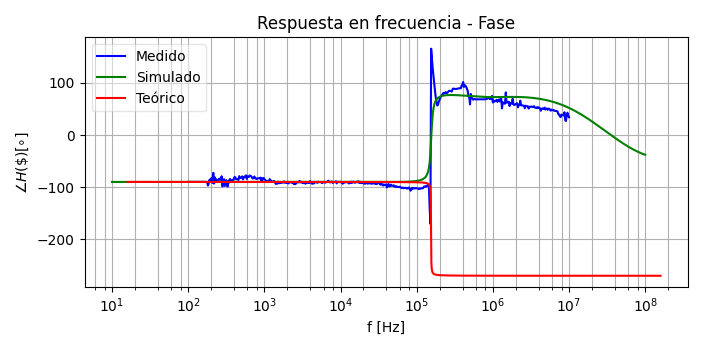 Respuesta en frecuencia - Fase
Medido
Simulado
Teórico
∠H($)[∘]
100
0
−100
−200
10¹
10²
10³
10⁴
10⁵
10⁶
10⁷
10⁸
f [Hz]